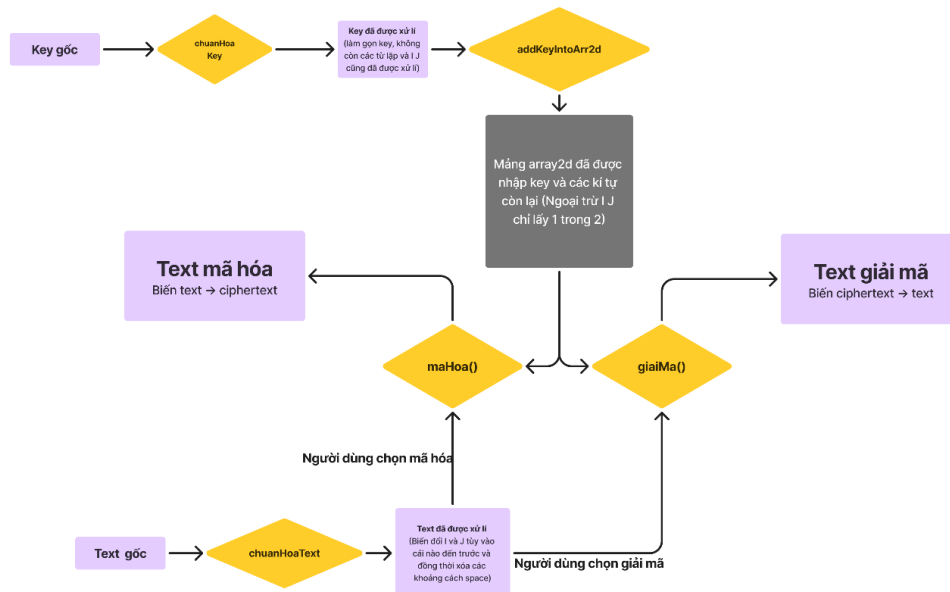 Key gốc
chuanHoa
Key
Key đã được xử lí
(làm gọn key, không
còn các từ lặp và I J
cũng đã được xử lí)
addKeyIntoArr2d
Mảng array2d đã được
nhập key và các kí tự
còn lại (Ngoại trừ I J
chỉ lấy 1 trong 2)
Text mã hóa
Biến text → ciphertext
Text giải mã
Biến ciphertext → text
maHoa()
giaiMa()
Người dùng chọn mã hóa
Text gốc
chuanHoaText
Text đã được xử lí
(Biến đổi I và J tùy vào
cái nào đến trước và
đồng thời xóa các
khoảng cách space)
Người dùng chọn giải mã